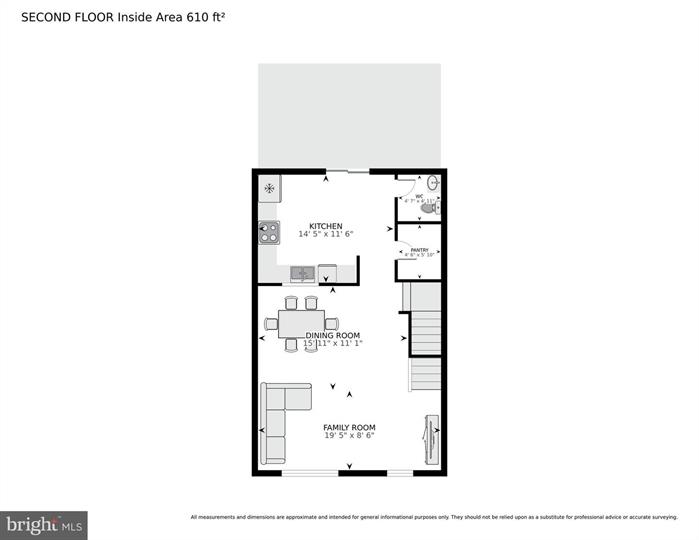 SECOND FLOOR Inside Area 610 ft²
WC
4' 7" x 4' 11"
KITCHEN
14' 5" x 11' 6"
PANTRY
4' 6" x 5' 10"
DINING ROOM
15' 11" x 11' 1"
FAMILY ROOM
19' 5" x 8' 6"
All measurements and dimensions are approximate and intended for general informational purposes only. They should not be relied upon as a substitute for professional advice or accurate surveying.
bright MLS